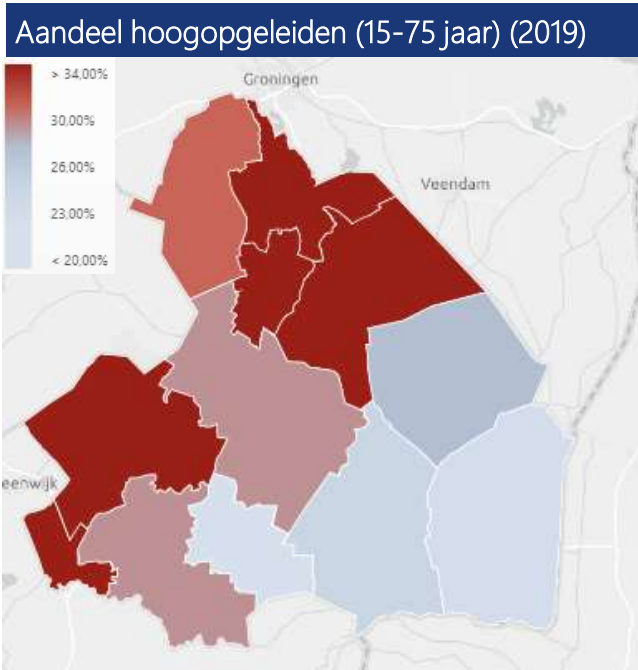 Aandeel hoogopgeleiden (15-75 jaar) (2019)
> 34,00%
30,00%
26,00%
23,00%
< 20,00%
Groningen
Veendam
eenwijk